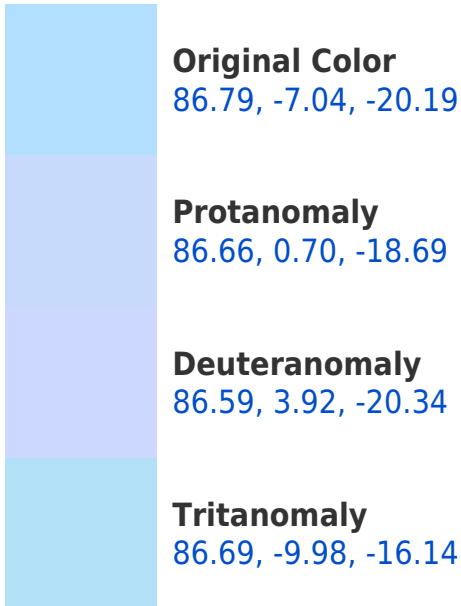 Original Color
86.79, -7.04, -20.19
Protanomaly
86.66, 0.70, -18.69
Deuteranomaly
86.59, 3.92, -20.34
Tritanomaly
86.69, -9.98, -16.14